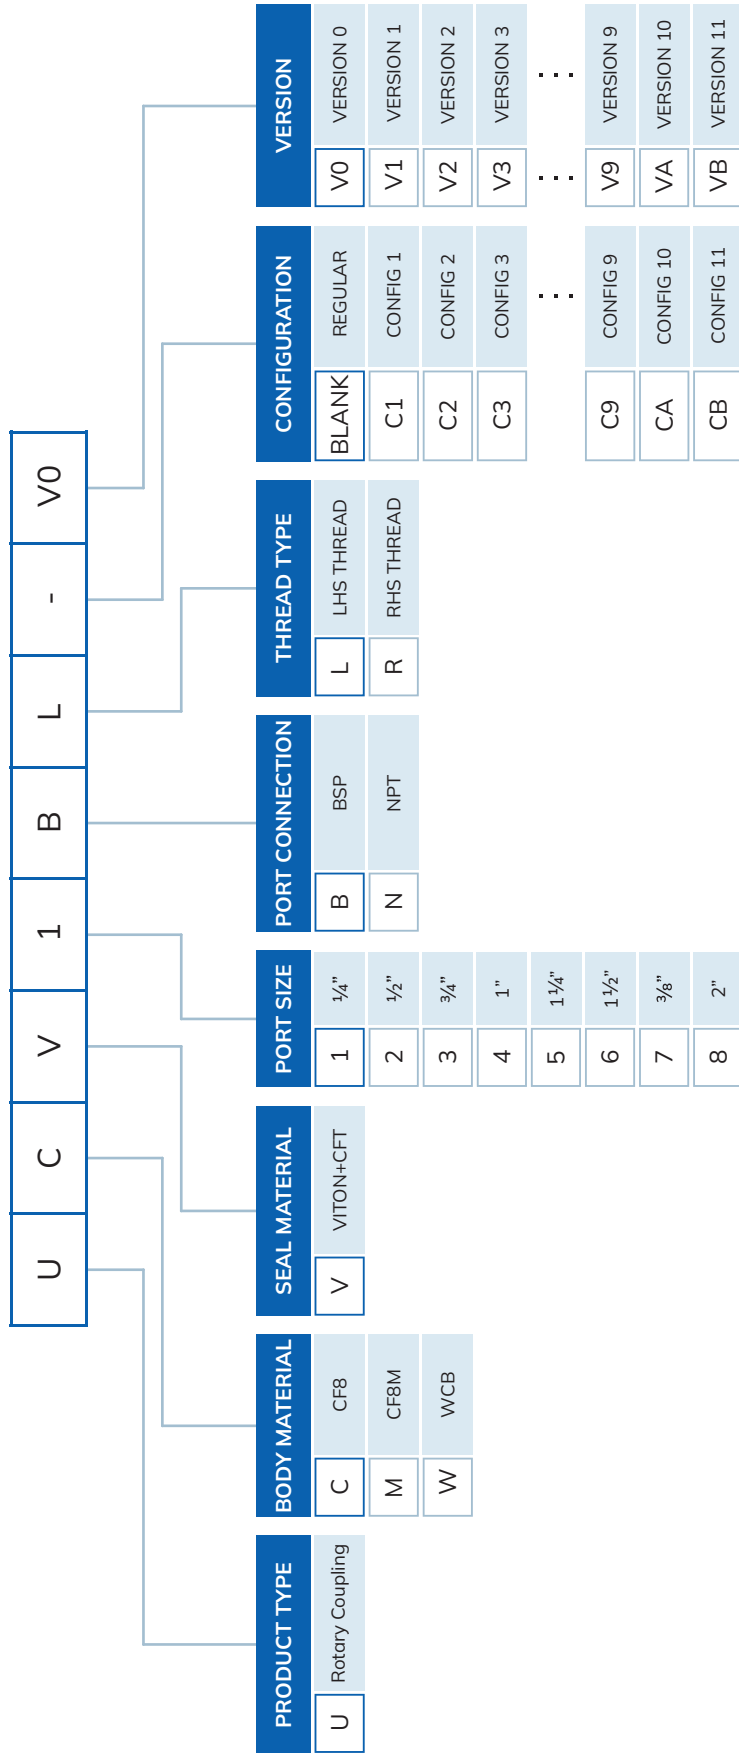 U C V 1 B L - V0
PRODUCT TYPE
U Rotary Coupling
BODY MATERIAL
C CF8
M CF8M
W WCB
SEAL MATERIAL
V VITON+CFT
PORT SIZE
1 ¼”
2 ½”
3 ¾”
4 1”
5 1¼”
6 1½”
7 ⅜”
8 2”
PORT CONNECTION
B BSP
N NPT
THREAD TYPE
L LHS THREAD
R RHS THREAD
CONFIGURATION
BLANK REGULAR
C1 CONFIG 1
C2 CONFIG 2
C3 CONFIG 3
...
C9 CONFIG 9
CA CONFIG 10
CB CONFIG 11
VERSION
V0 VERSION 0
V1 VERSION 1
V2 VERSION 2
V3 VERSION 3
... ...
V9 VERSION 9
VA VERSION 10
VB VERSION 11